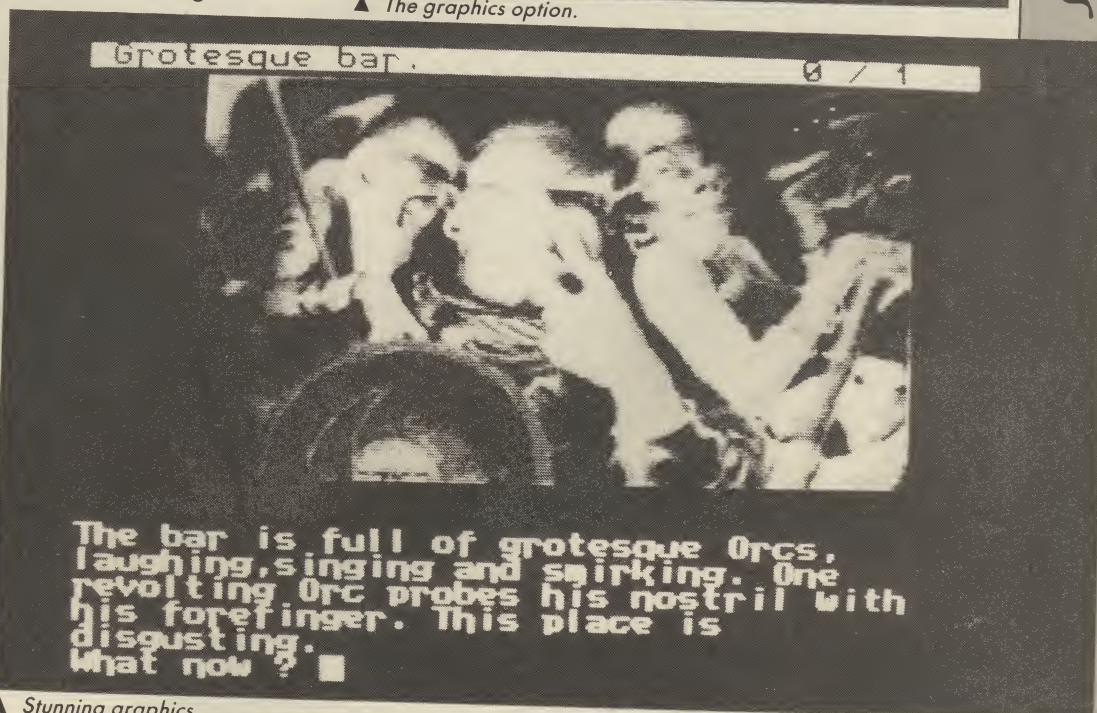 ▲ The graphics option.
Grotesque bar. 0 / 1
The bar is full of grotesque Orcs,
laughing,singing and smirking. One
revolting Orc probes his nostril with
his forefinger. This place is
disgusting.
What now ?
Stunning graphics